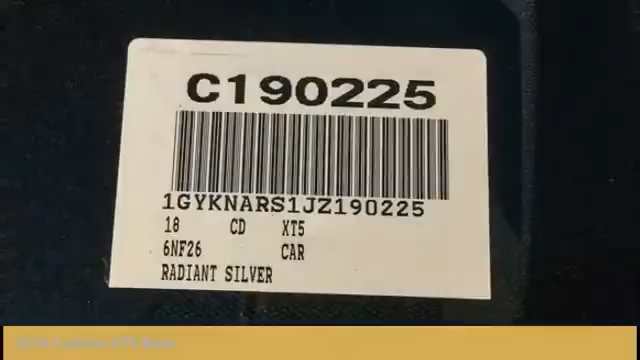 C190225
1GYKNARS1JZ190225
18 CD XT5
6NF26 CAR
RADIANT SILVER